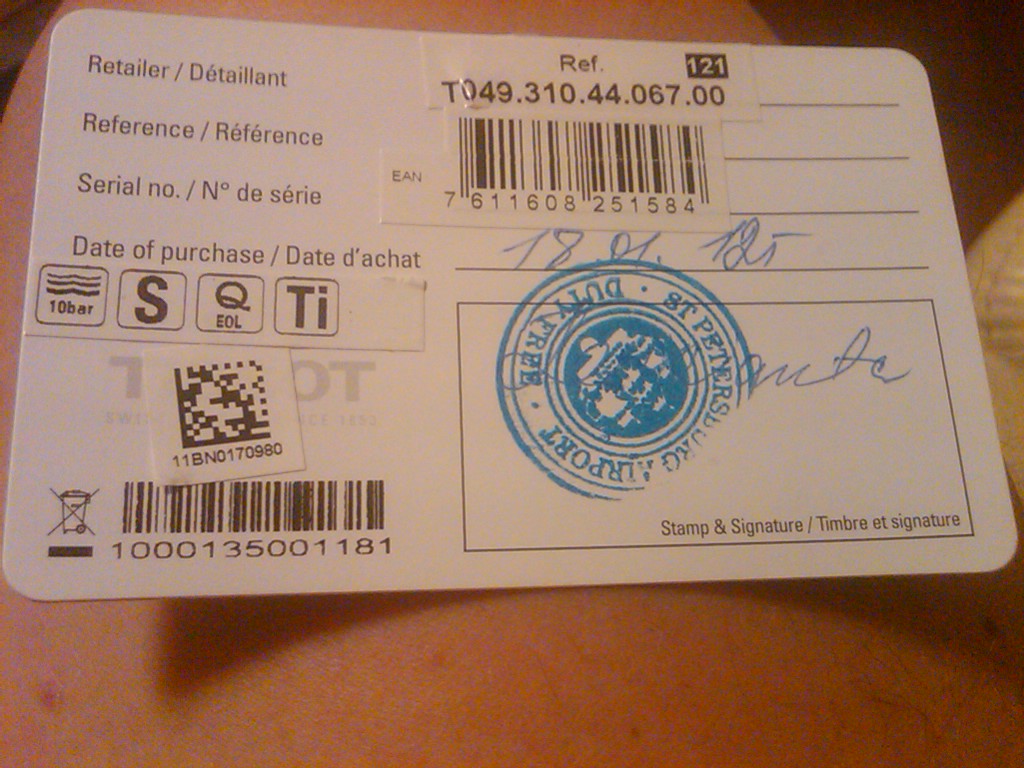 Retailer / Détaillant
Ref. 121
T049.310.44.067.00
Reference / Référence
EAN
7 611608 251584
Serial no. / N° de série
Date of purchase / Date d'achat
18 01.
10bar S Q EOL Ti
ST PETERSBURG AIRPORT · DUTY FREE ·
11BN0170980
1000135001181
Stamp & Signature / Timbre et signature